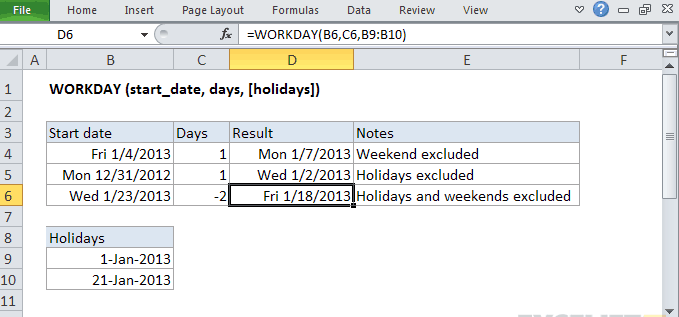 File Home Insert Page Layout Formulas Data Review View
D6 fx =WORKDAY(B6,C6,B9:B10)
A B C D E F
1 WORKDAY (start_date, days, [holidays])
2
3 Start date Days Result Notes
4 Fri 1/4/2013 1 Mon 1/7/2013 Weekend excluded
5 Mon 12/31/2012 1 Wed 1/2/2013 Holidays excluded
6 Wed 1/23/2013 -2 Fri 1/18/2013 Holidays and weekends excluded
7
8 Holidays
9 1-Jan-2013
10 21-Jan-2013
11